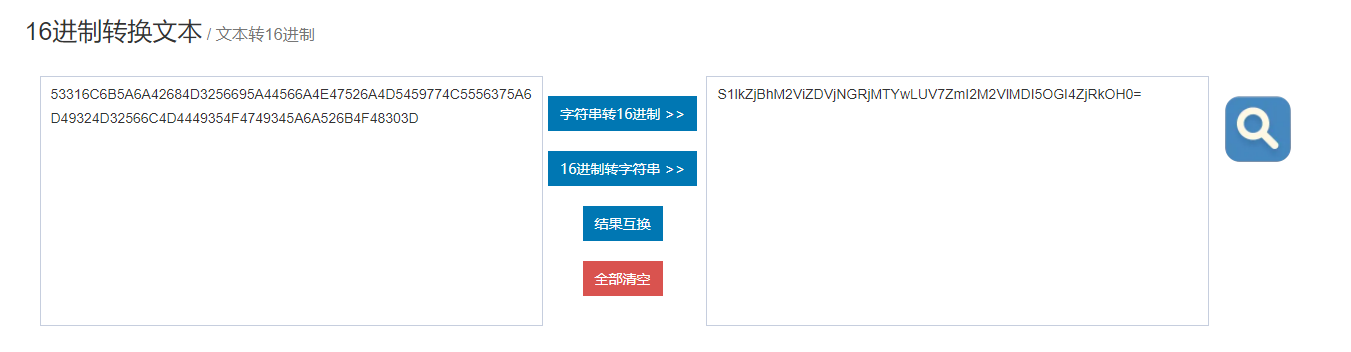 16进制转换文本 / 文本转16进制
53316C6B5A6A42684D3256695A44566A4E47526A4D5459774C5556375A6
D49324D32566C4D4449354F4749345A6A526B4F48303D
字符串转16进制 >>
16进制转字符串 >>
结果互换
全部清空
S1lkZjBhM2ViZDVjNGRjMTYwLUV7ZmI2M2VlMDI5OGI4ZjRkOH0=